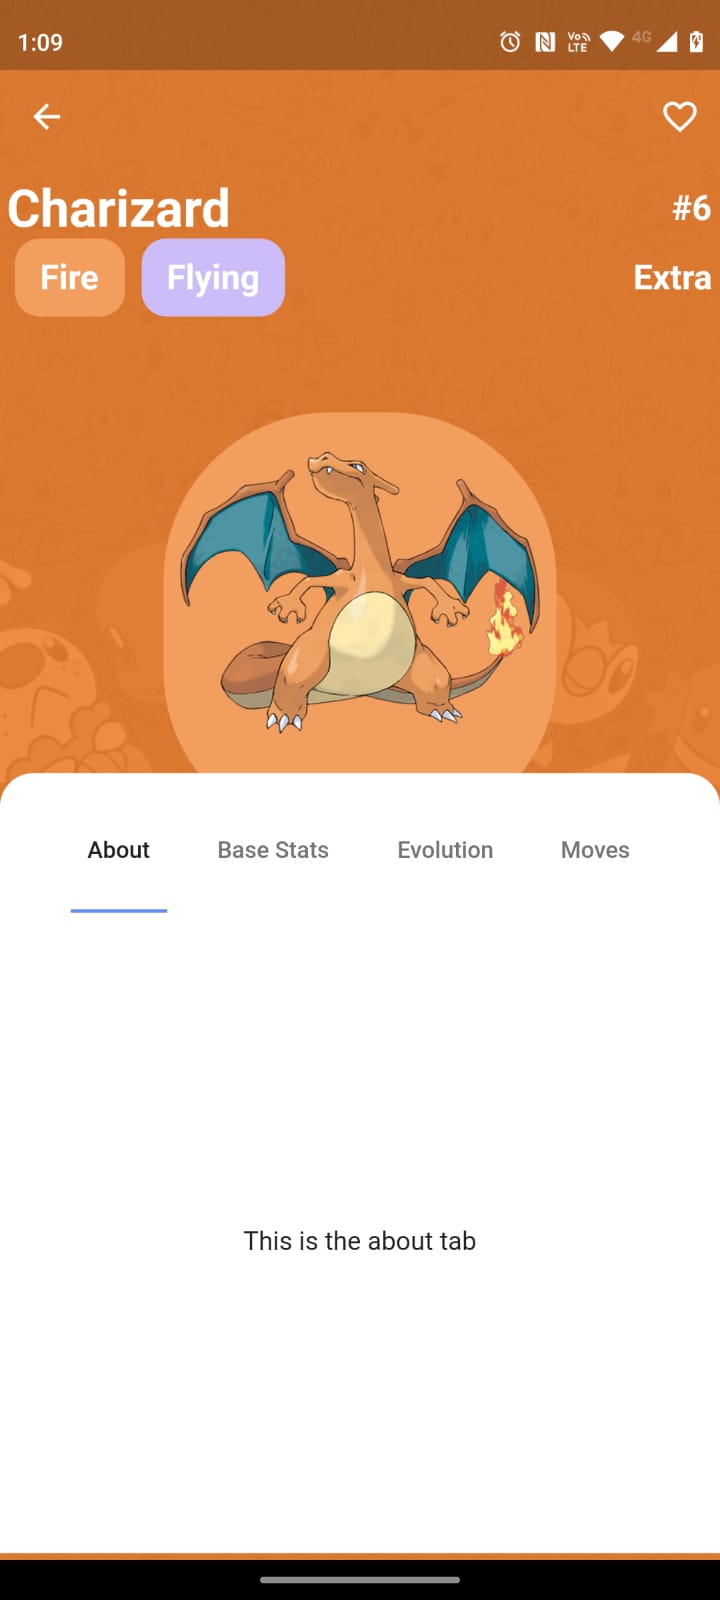 1:09
Vo LTE 4G
Charizard #6
Fire Flying Extra
About Base Stats Evolution Moves
This is the about tab